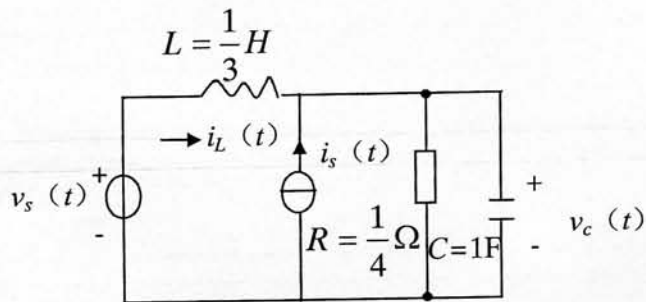 L = 1/3 H
i_L (t)
i_s (t)
+
v_s (t)
-
R = 1/4 Ω
C=1F
+
v_c (t)
-